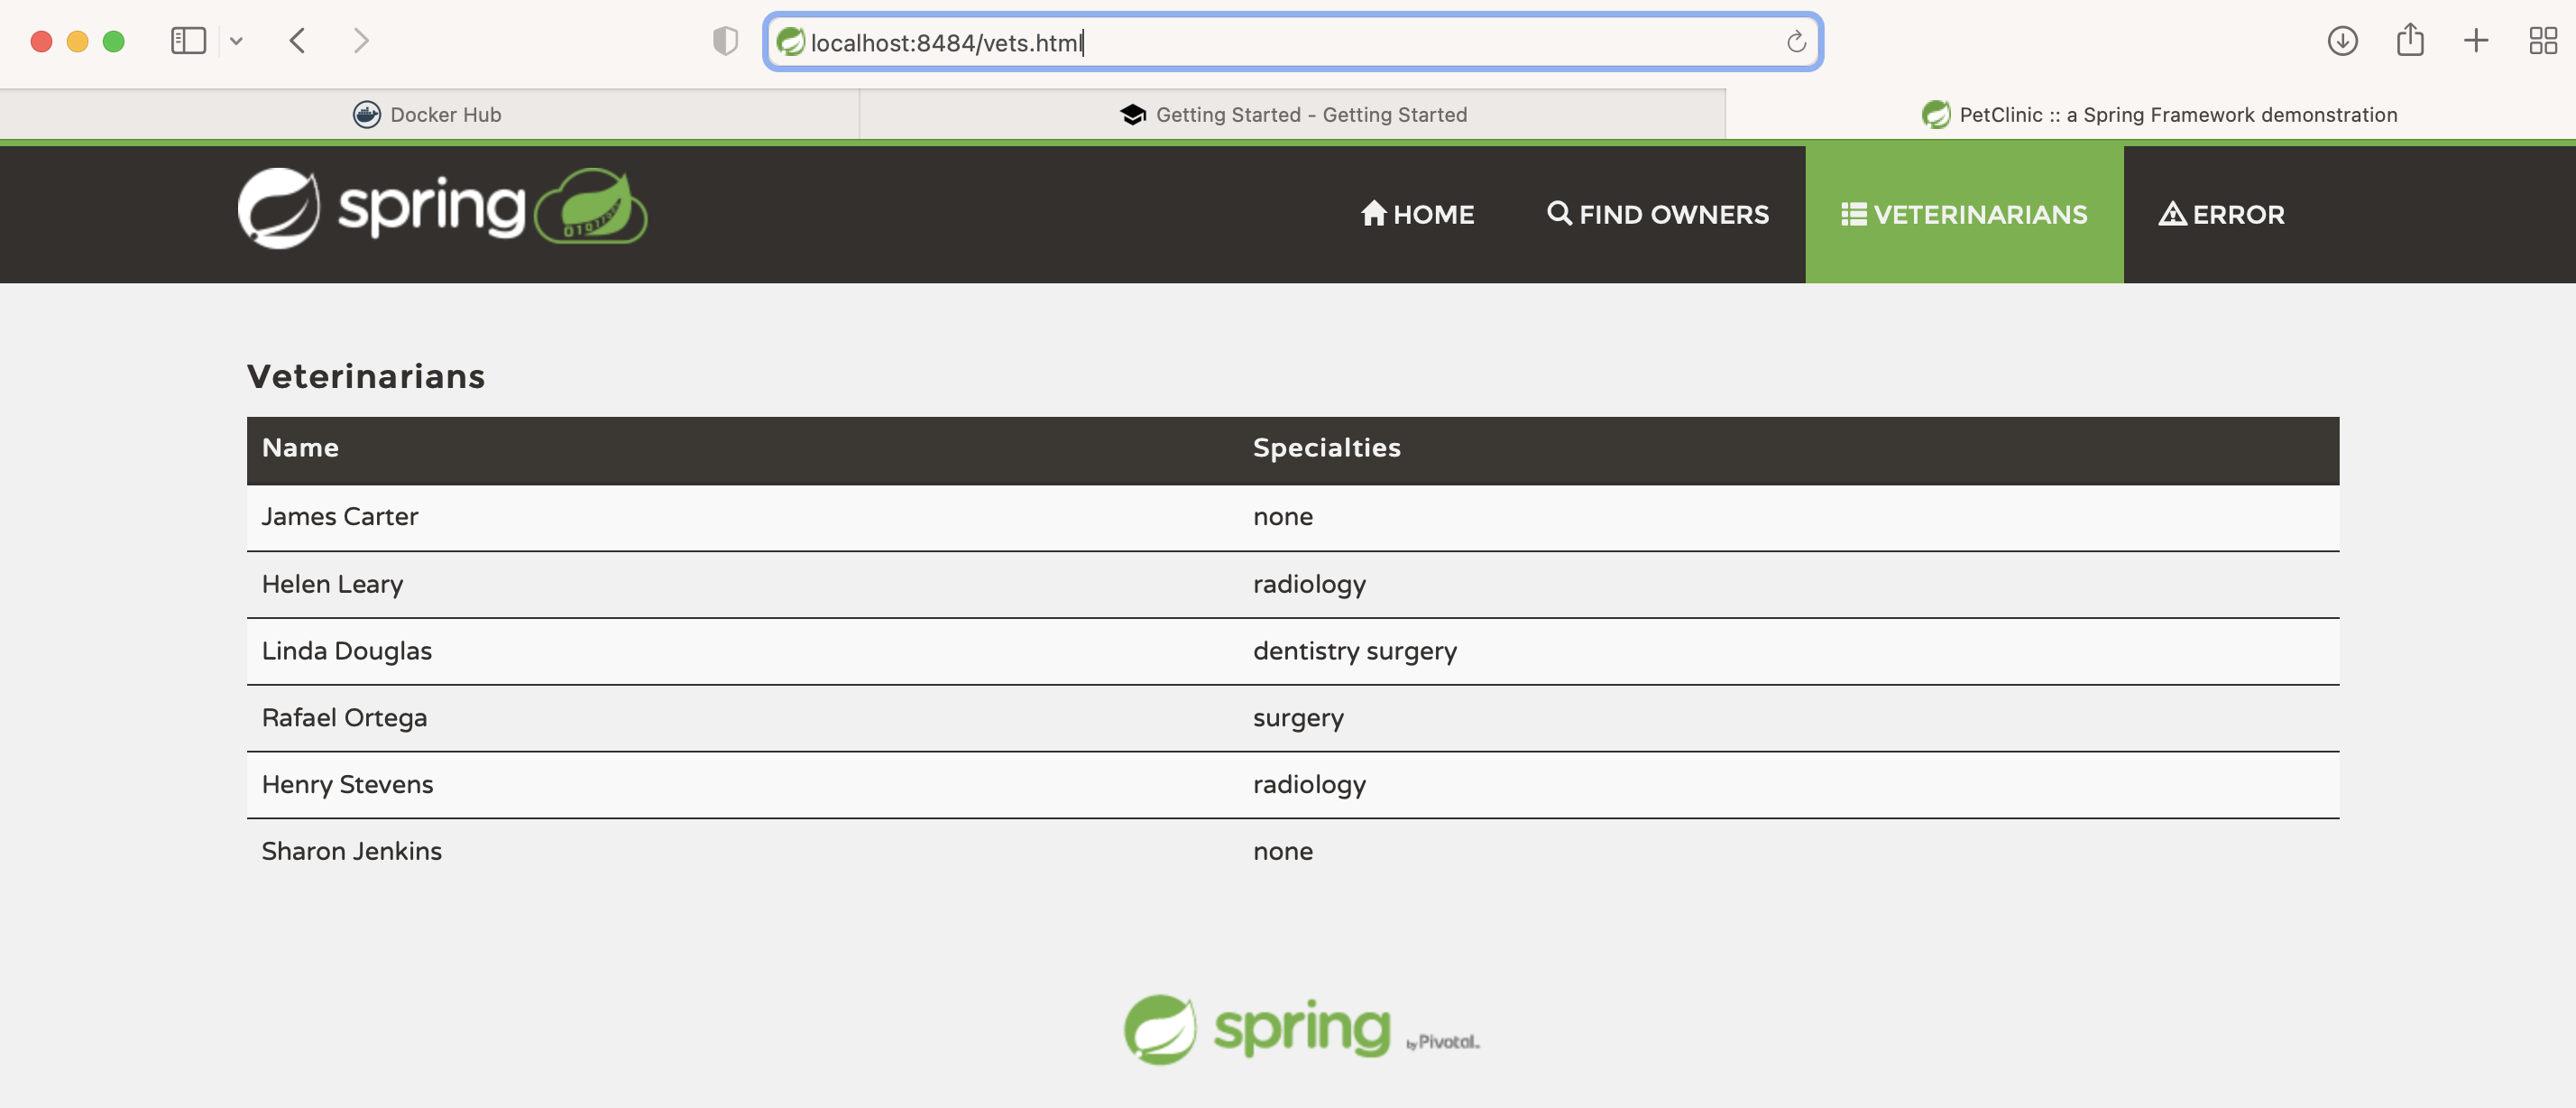 localhost:8484/vets.html
Docker Hub
Getting Started - Getting Started
PetClinic :: a Spring Framework demonstration
spring
HOME
FIND OWNERS
VETERINARIANS
ERROR
Veterinarians
Name Specialties
James Carter none
Helen Leary radiology
Linda Douglas dentistry surgery
Rafael Ortega surgery
Henry Stevens radiology
Sharon Jenkins none
spring by Pivotal